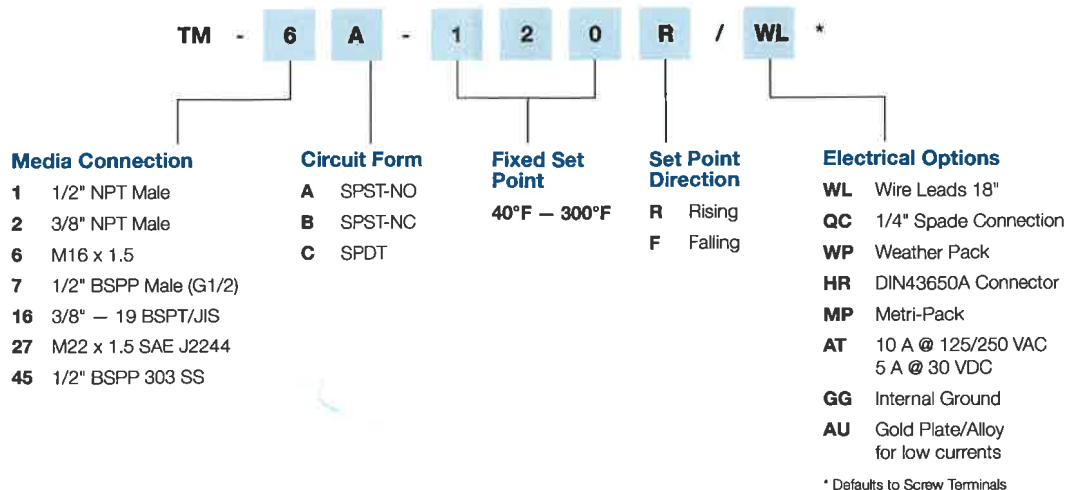 TM - 6 A - 1 2 0 R / WL *
Media Connection
1 1/2" NPT Male
2 3/8" NPT Male
6 M16 x 1.5
7 1/2" BSPP Male (G1/2)
16 3/8" — 19 BSPT/JIS
27 M22 x 1.5 SAE J2244
45 1/2" BSPP 303 SS
Circuit Form
A SPST-NO
B SPST-NC
C SPDT
Fixed Set
Point
40°F — 300°F
Set Point
Direction
R Rising
F Falling
Electrical Options
WL Wire Leads 18"
QC 1/4" Spade Connection
WP Weather Pack
HR DIN43650A Connector
MP Metri-Pack
AT 10 A @ 125/250 VAC
5 A @ 30 VDC
GG Internal Ground
AU Gold Plate/Alloy
for low currents
* Defaults to Screw Terminals